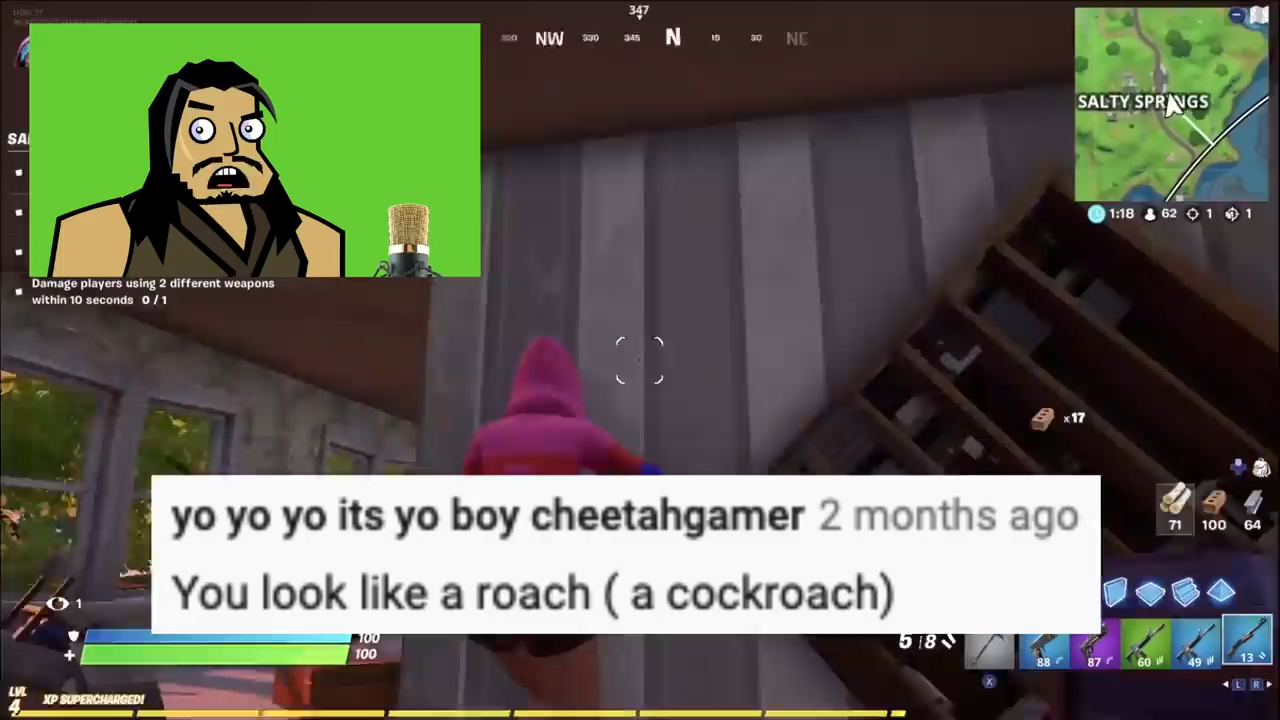 347
NW
330
345
N
15
30
NE
SALTY SPRINGS
1:18
62
1
1
SA
Damage players using 2 different weapons
within 10 seconds 0 / 1
x17
71
100
64
yo yo yo its yo boy cheetahgamer 2 months ago
You look like a roach ( a cockroach)
1
100
100
5 8
88
87
60
49
13
X
L
R
LVL
4
XP SUPERCHARGED!